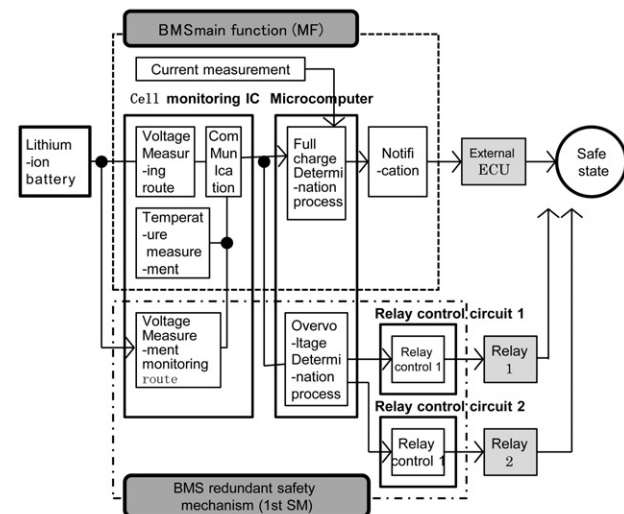 BMSmain function (MF)
Current measurement
Cell monitoring IC
Microcomputer
Lithium
-ion
battery
Voltage
Measur
-ing
route
Com
Mun
Ica
tion
Full
charge
Determi
-nation
process
Notifi
-cation
External
ECU
Safe
state
Temperat
-ure
measure
-ment
Voltage
Measure
-ment
monitoring
route
Overvo
-ltage
Determi
-nation
process
Relay control circuit 1
Relay
control 1
Relay
1
Relay control circuit 2
Relay
control 1
Relay
2
BMS redundant safety
mechanism (1st SM)